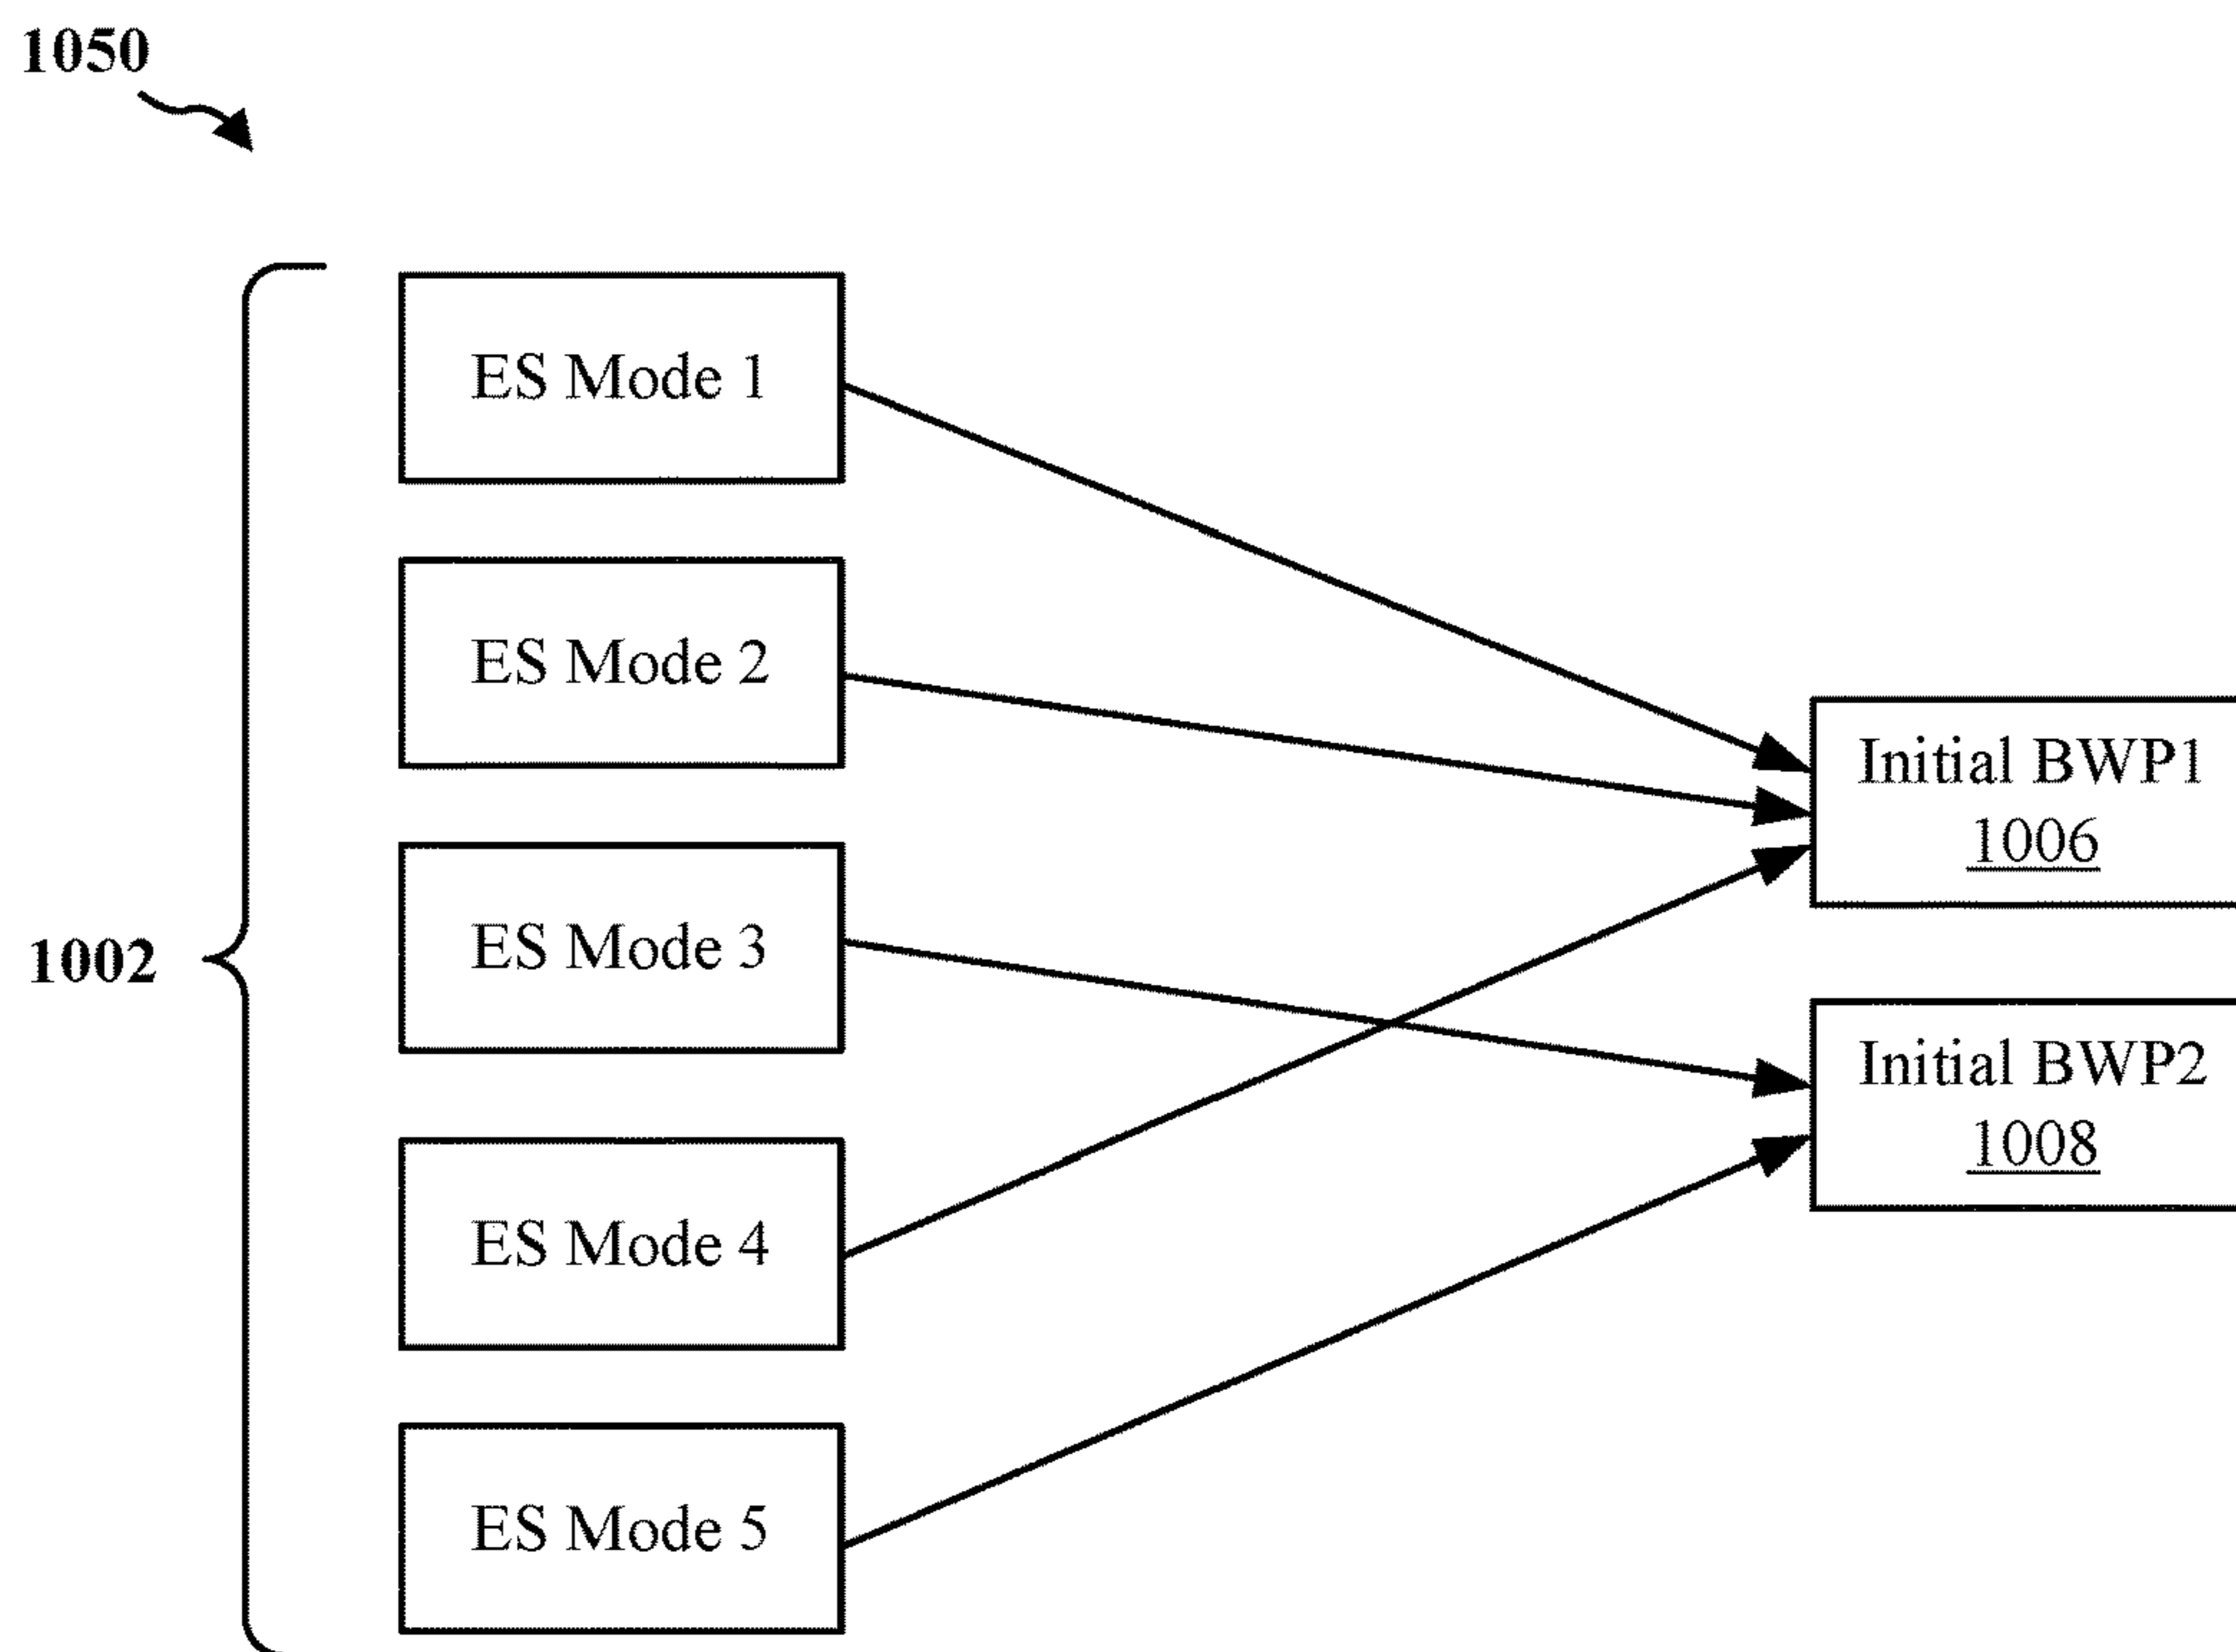 1050
ES Mode 1
ES Mode 2
Initial BWP1
1006
ES Mode 3
1002
Initial BWP2
1008
ES Mode 4
ES Mode 5